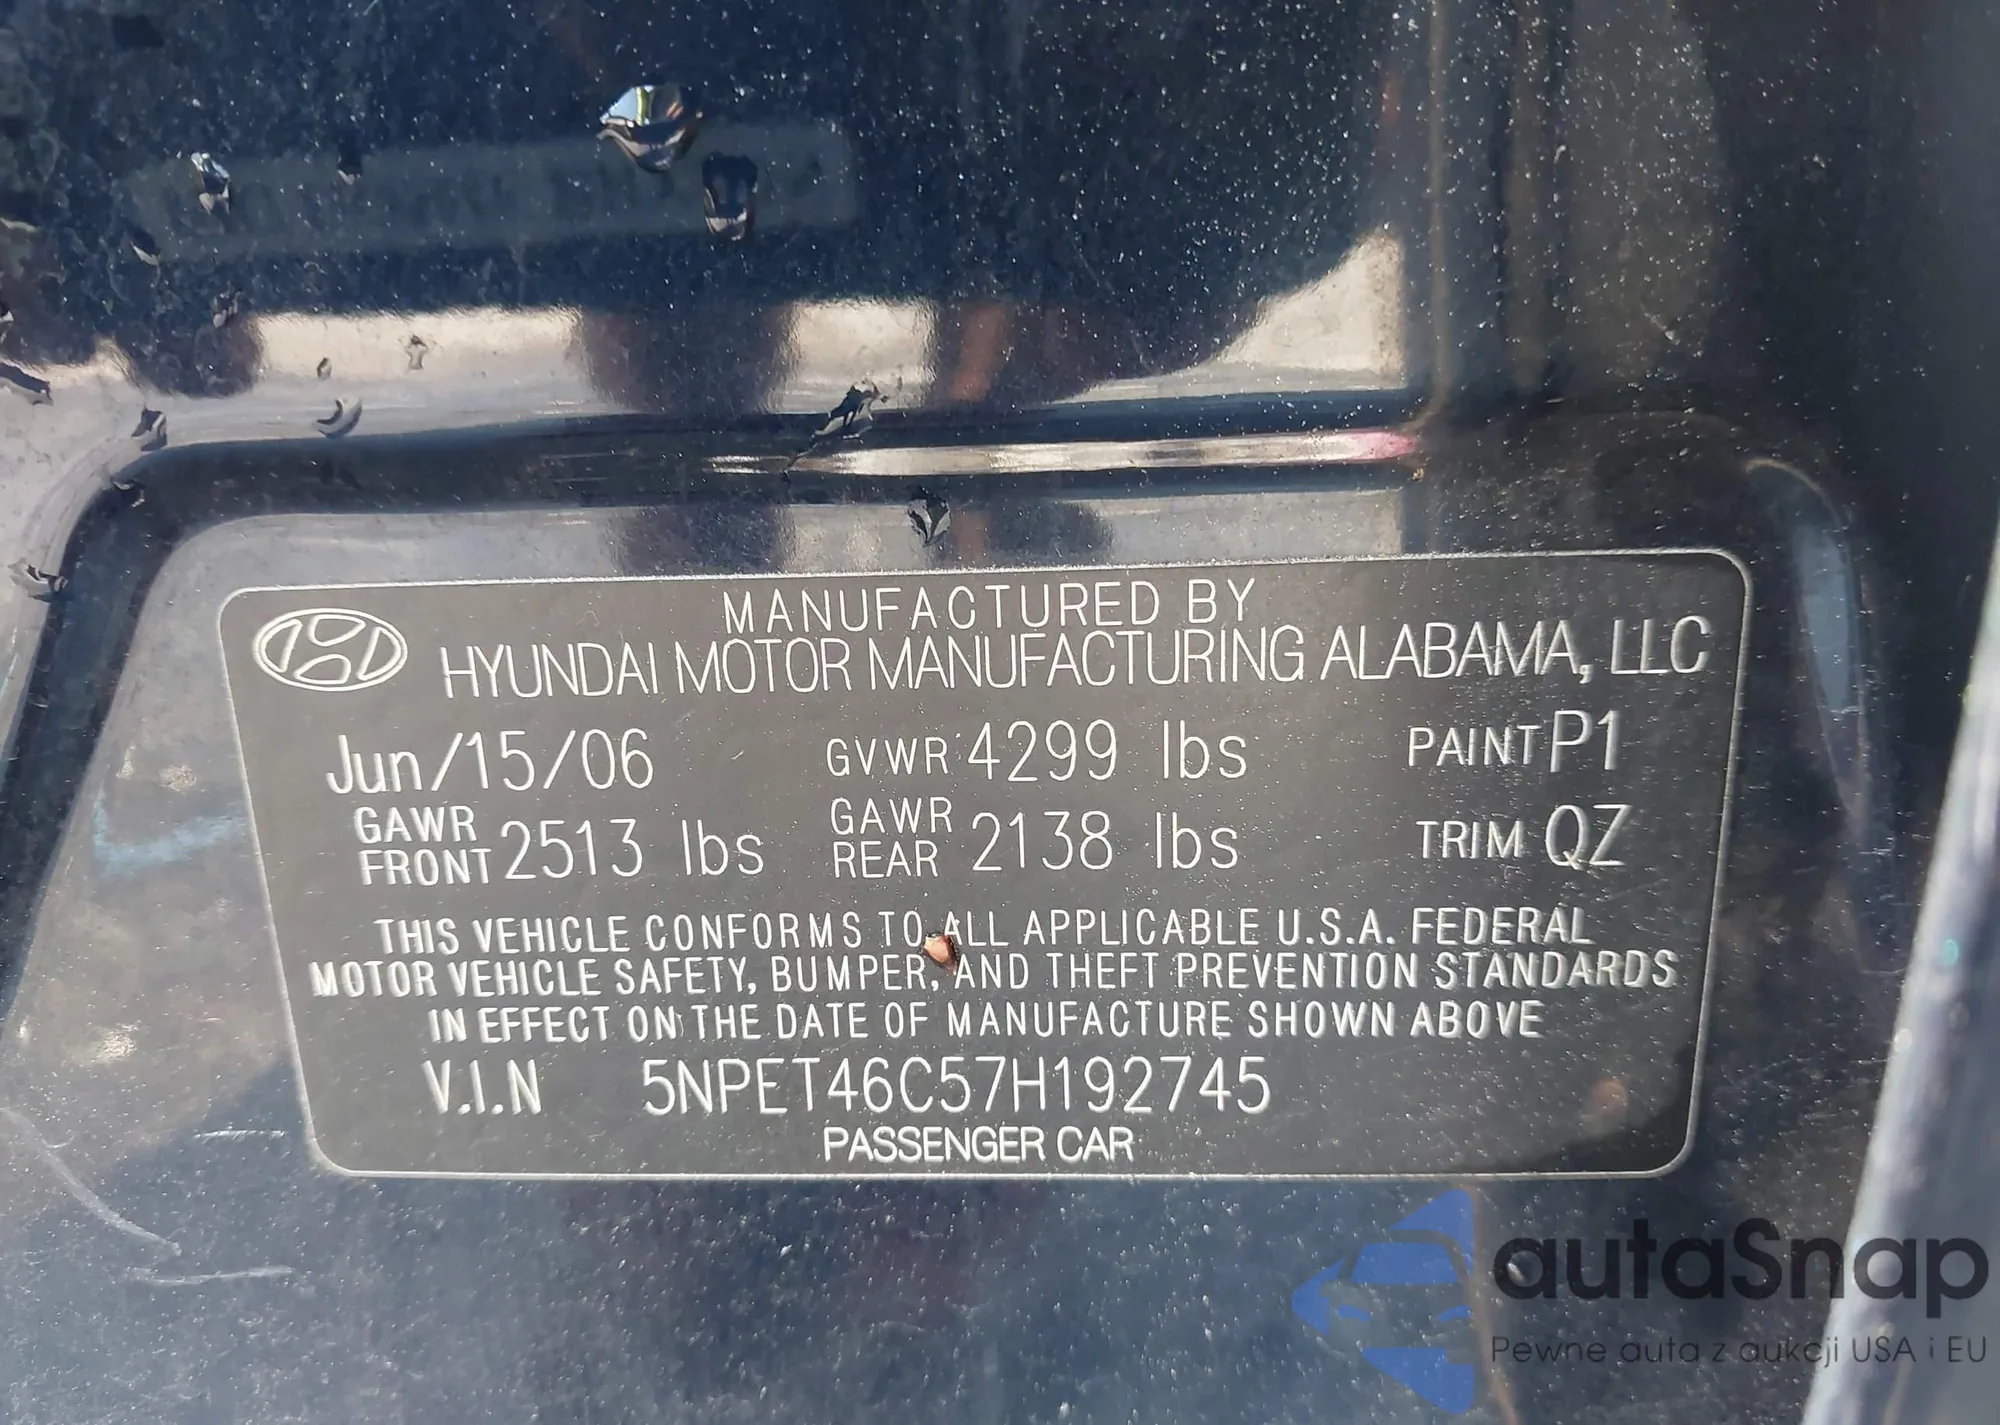 MANUFACTURED BY
HYUNDAI MOTOR MANUFACTURING ALABAMA, LLC
Jun/15/06 GVWR 4299 lbs PAINT P1
GAWR FRONT 2513 lbs GAWR REAR 2138 lbs TRIM QZ
THIS VEHICLE CONFORMS TO ALL APPLICABLE U.S.A. FEDERAL
MOTOR VEHICLE SAFETY, BUMPER, AND THEFT PREVENTION STANDARDS
IN EFFECT ON THE DATE OF MANUFACTURE SHOWN ABOVE
V.I.N 5NPET46C57H192745
PASSENGER CAR
autaSnap
Pewne auta z aukcji USA i EU